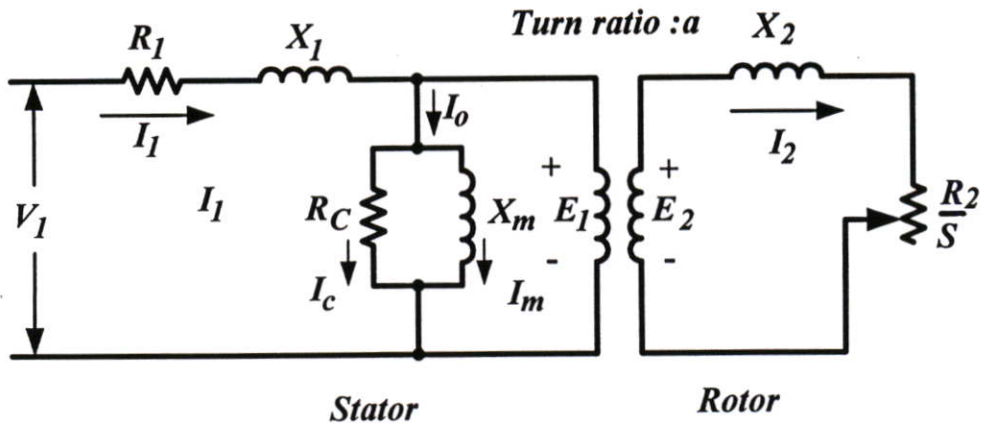 Turn ratio :a
R1
X1
X2
I1
Io
I2
V1
I1
RC
Xm
+
E1
-
+
E2
-
R2
S
Ic
Im
Stator
Rotor